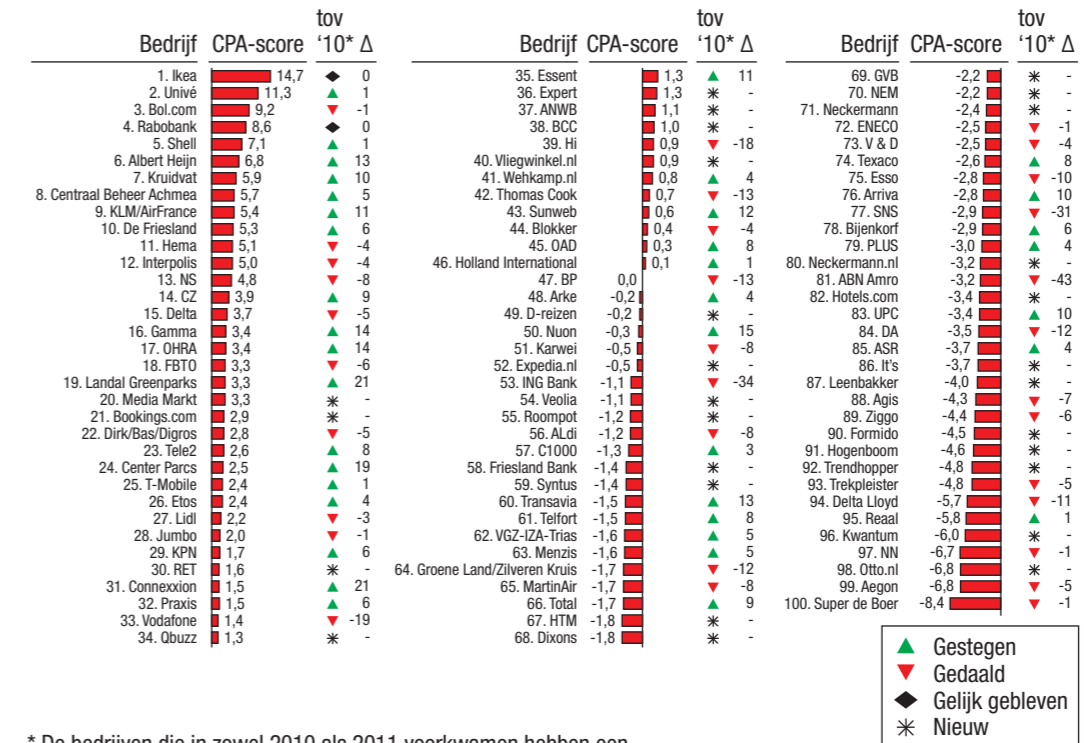 Bedrijf CPA-score tov '10* Δ
1. Ikea 14,7 0
2. Univé 11,3 1
3. Bol.com 9,2 -1
4. Rabobank 8,6 0
5. Shell 7,1 1
6. Albert Heijn 6,8 13
7. Kruidvat 5,9 10
8. Centraal Beheer Achmea 5,7 5
9. KLM/AirFrance 5,4 11
10. De Friesland 5,3 6
11. Hema 5,1 -4
12. Interpolis 5,0 -4
13. NS 4,8 -8
14. CZ 3,9 9
15. Delta 3,7 -5
16. Gamma 3,4 14
17. OHRA 3,4 14
18. FBTO 3,3 -6
19. Landal Greenparks 3,3 21
20. Media Markt 3,3 -
21. Bookings.com 2,9 -
22. Dirk/Bas/Digros 2,8 -5
23. Tele2 2,6 8
24. Center Parcs 2,5 19
25. T-Mobile 2,4 1
26. Etos 2,4 4
27. Lidl 2,2 -3
28. Jumbo 2,0 -1
29. KPN 1,7 6
30. RET 1,6 -
31. Connexxion 1,5 21
32. Praxis 1,5 6
33. Vodafone 1,4 -19
34. Qbuzz 1,3 -
Bedrijf CPA-score tov '10* Δ
35. Essent 1,3 11
36. Expert 1,3 -
37. ANWB 1,1 -
38. BCC 1,0 -
39. Hi 0,9 -18
40. Vliegwinkel.nl 0,9 -
41. Wehkamp.nl 0,8 4
42. Thomas Cook 0,7 -13
43. Sunweb 0,6 12
44. Blokker 0,4 -4
45. OAD 0,3 8
46. Holland International 0,1 1
47. BP 0,0 -13
48. Arke -0,2 4
49. D-reizen -0,2 -
50. Nuon -0,3 15
51. Karwei -0,5 -8
52. Expedia.nl -0,5 -
53. ING Bank -1,1 -34
54. Veolia -1,1 -
55. Roompot -1,2 -
56. ALdi -1,2 -8
57. C1000 -1,3 3
58. Friesland Bank -1,4 -
59. Syntus -1,4 -
60. Transavia -1,5 13
61. Telfort -1,5 8
62. VGZ-IZA-Trias -1,6 5
63. Menzis -1,6 5
64. Groene Land/Zilveren Kruis -1,7 -12
65. MartinAir -1,7 -8
66. Total -1,7 9
67. HTM -1,8 -
68. Dixons -1,8 -
Bedrijf CPA-score tov '10* Δ
69. GVB -2,2 -
70. NEM -2,2 -
71. Neckermann -2,4 -
72. ENECO -2,5 -1
73. V & D -2,5 -4
74. Texaco -2,6 8
75. Esso -2,8 -10
76. Arriva -2,8 10
77. SNS -2,9 -31
78. Bijenkorf -2,9 6
79. PLUS -3,0 4
80. Neckermann.nl -3,2 -
81. ABN Amro -3,2 -43
82. Hotels.com -3,4 -
83. UPC -3,4 10
84. DA -3,5 -12
85. ASR -3,7 4
86. It's -3,7 -
87. Leenbakker -4,0 -
88. Agis -4,3 -7
89. Ziggo -4,4 -6
90. Formido -4,5 -
91. Hogenboom -4,6 -
92. Trendhopper -4,8 -
93. Trekpleister -4,8 -5
94. Delta Lloyd -5,7 -11
95. Reaal -5,8 1
96. Kwantum -6,0 -
97. NN -6,7 -1
98. Otto.nl -6,8 -
99. Aegon -6,8 -5
100. Super de Boer -8,4 -1
Gestegen
Gedaald
Gelijk gebleven
Nieuw
* De bedrijven die in zowel 2010 als 2011 voorkwamen hebben een